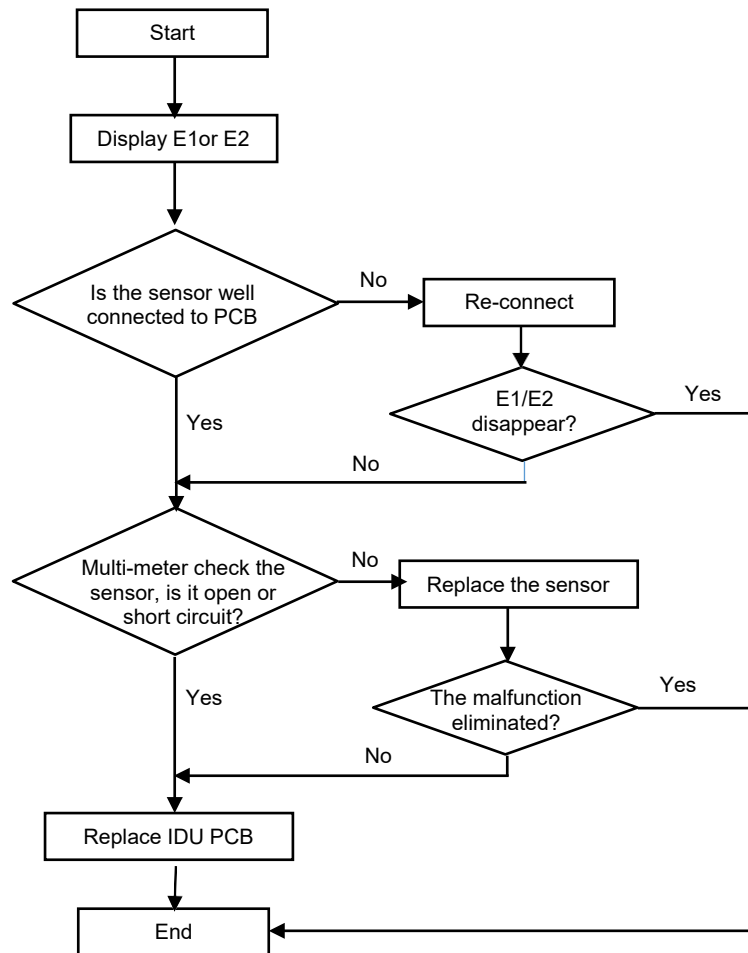 Start
Display E1or E2
Is the sensor well
connected to PCB
No
Re-connect
E1/E2
disappear?
Yes
Yes
No
Multi-meter check the
sensor, is it open or
short circuit?
No
Replace the sensor
Yes
The malfunction
eliminated?
Yes
No
Replace IDU PCB
End